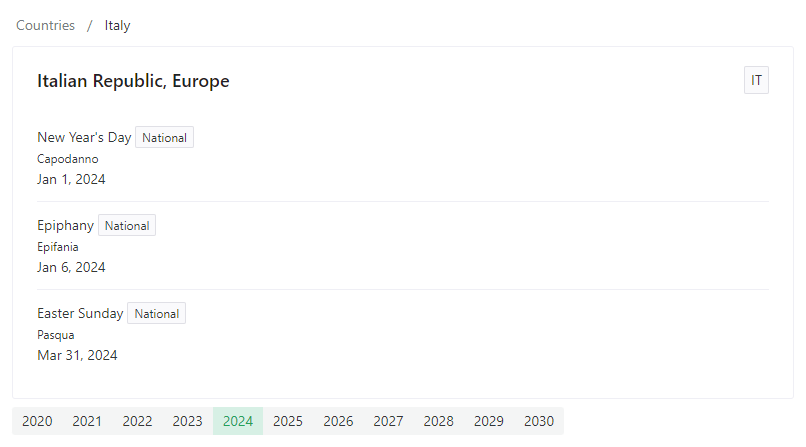 Countries / Italy
Italian Republic, Europe
IT
New Year's Day National
Capodanno
Jan 1, 2024
Epiphany National
Epifania
Jan 6, 2024
Easter Sunday National
Pasqua
Mar 31, 2024
2020 2021 2022 2023 2024 2025 2026 2027 2028 2029 2030